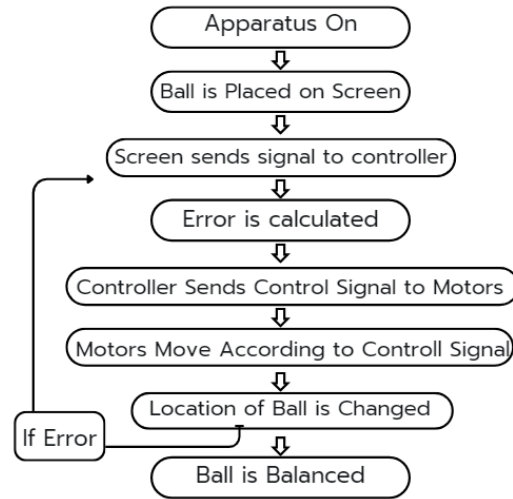 Apparatus On
Ball is Placed on Screen
Screen sends signal to controller
Error is calculated
Controller Sends Control Signal to Motors
Motors Move According to Controll Signal
Location of Ball is Changed
If Error
Ball is Balanced